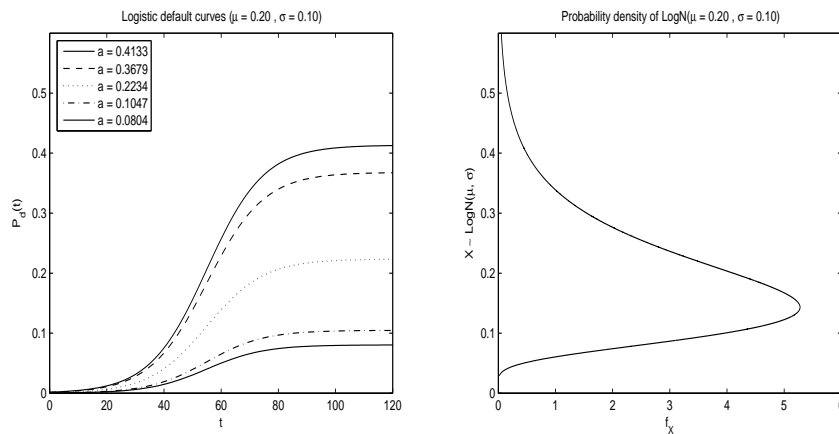 Logistic default curves (μ = 0.20 , σ = 0.10)
a = 0.4133
a = 0.3679
a = 0.2234
a = 0.1047
a = 0.0804
P_d(t)
0.5
0.4
0.3
0.2
0.1
0
0 20 40 60 80 100 120
t
Probability density of LogN(μ = 0.20, σ = 0.10)
X ~ LogN(μ, σ)
0.5
0.4
0.3
0.2
0.1
0
0 1 2 3 4 5 6
f_X